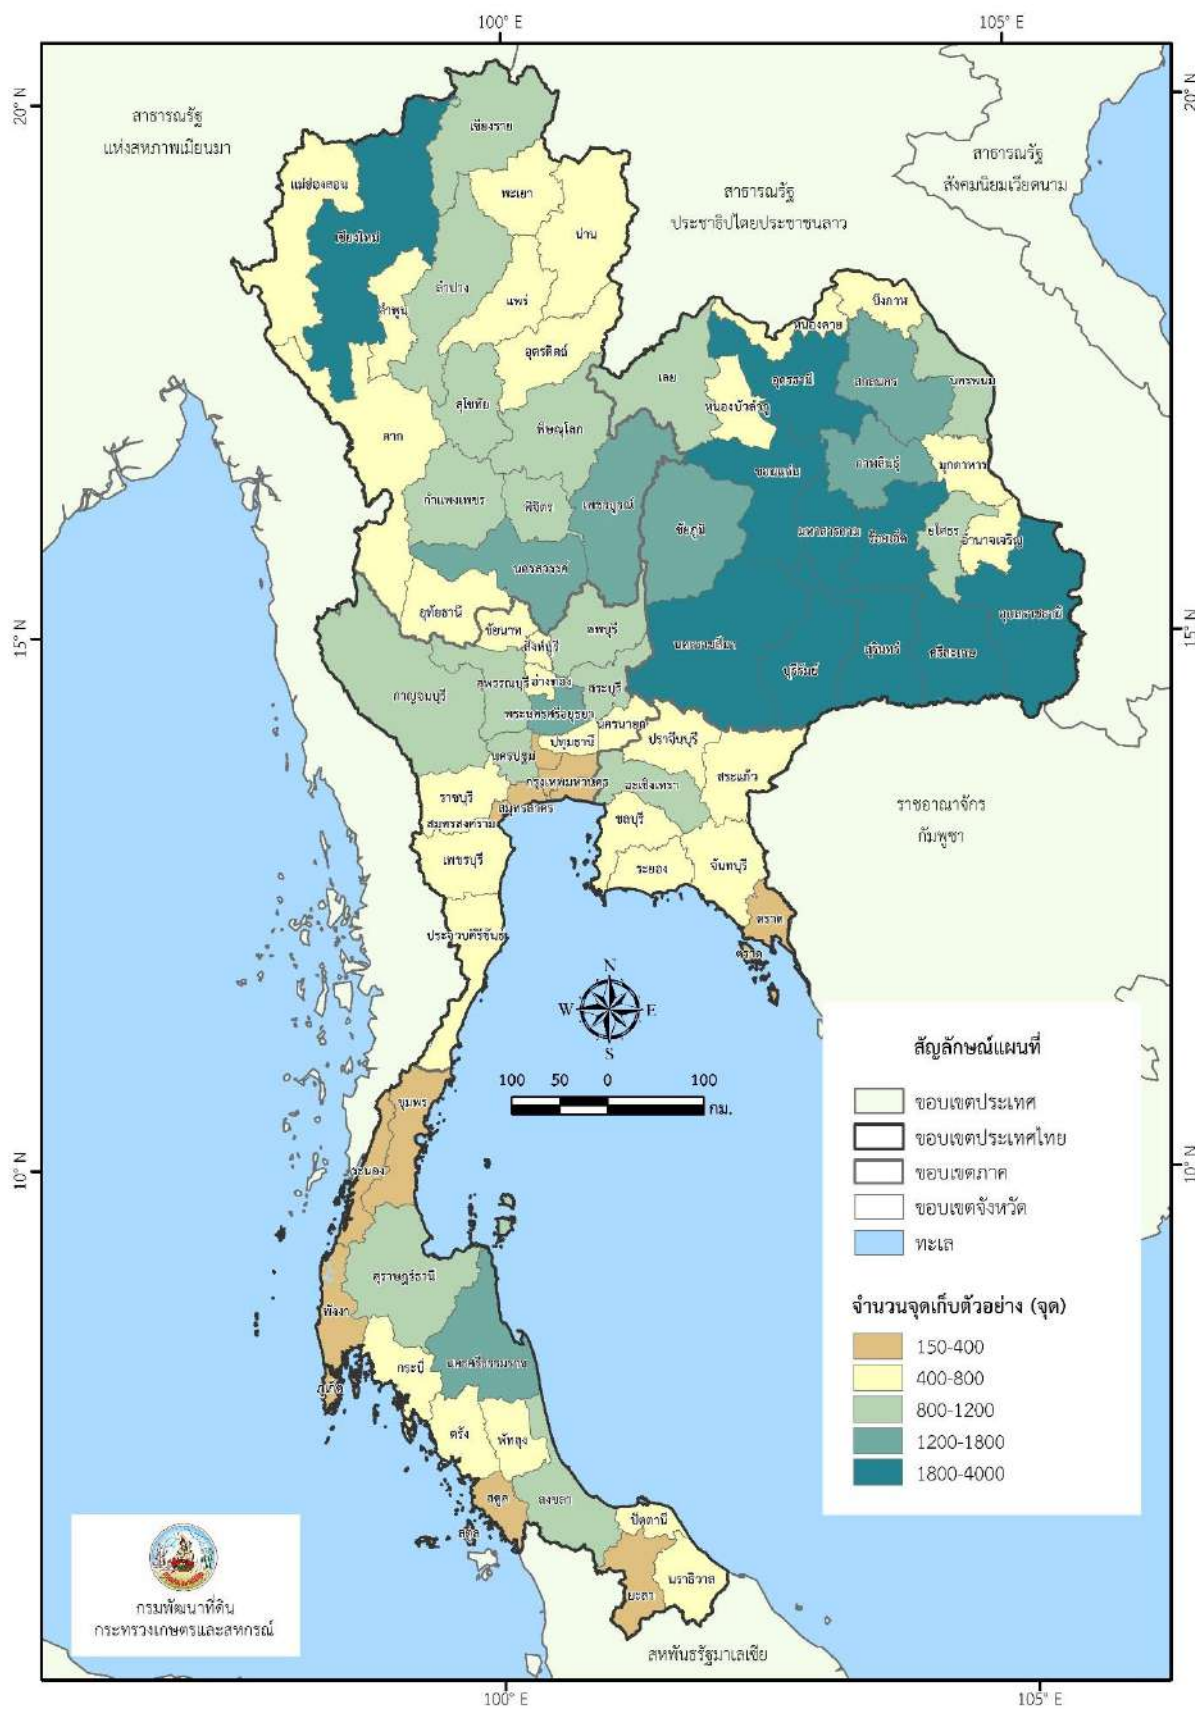 100° E
105° E
20° N
20° N
สาธารณรัฐ
แห่งสหภาพเมียนมา
สาธารณรัฐ
สังคมนิยมเวียดนาม
สาธารณรัฐ
ประชาธิปไตยประชาชนลาว
เชียงราย
แม่ฮ่องสอน
พะเยา
น่าน
เชียงใหม่
ลำปาง
แพร่
ลำพูน
บึงกาฬ
หนองคาย
อุตรดิตถ์
เลย
อุดรธานี
สกลนคร
นครพนม
สุโขทัย
หนองบัวลำภู
ตาก
พิษณุโลก
ขอนแก่น
กาฬสินธุ์
มุกดาหาร
กำแพงเพชร
พิจิตร
เพชรบูรณ์
ชัยภูมิ
มหาสารคาม
ร้อยเอ็ด
ยโสธร
อำนาจเจริญ
นครสวรรค์
อุทัยธานี
ชัยนาท
อุบลราชธานี
15° N
15° N
สิงห์บุรี
ลพบุรี
นครราชสีมา
บุรีรัมย์
สุรินทร์
ศรีสะเกษ
กาญจนบุรี
สุพรรณบุรี
อ่างทอง
สระบุรี
พระนครศรีอยุธยา
นครนายก
ปทุมธานี
ปราจีนบุรี
นครปฐม
สระแก้ว
กรุงเทพมหานคร
ฉะเชิงเทรา
ราชบุรี
สมุทรสาคร
สมุทรสงคราม
ชลบุรี
ราชอาณาจักร
กัมพูชา
เพชรบุรี
ระยอง
จันทบุรี
ตราด
ประจวบคีรีขันธ์
ตราด
N
W
E
S
100 50 0 100
กม.
ชุมพร
ระนอง
10° N
10° N
สุราษฎร์ธานี
พังงา
กระบี่
นครศรีธรรมราช
ภูเก็ต
ตรัง
พัทลุง
สตูล
สงขลา
สตูล
ปัตตานี
ยะลา
นราธิวาส
สหพันธรัฐมาเลเซีย
สัญลักษณ์แผนที่
ขอบเขตประเทศ
ขอบเขตประเทศไทย
ขอบเขตภาค
ขอบเขตจังหวัด
ทะเล
จำนวนจุดเก็บตัวอย่าง (จุด)
150-400
400-800
800-1200
1200-1800
1800-4000
กรมพัฒนาที่ดิน
กระทรวงเกษตรและสหกรณ์
100° E
105° E